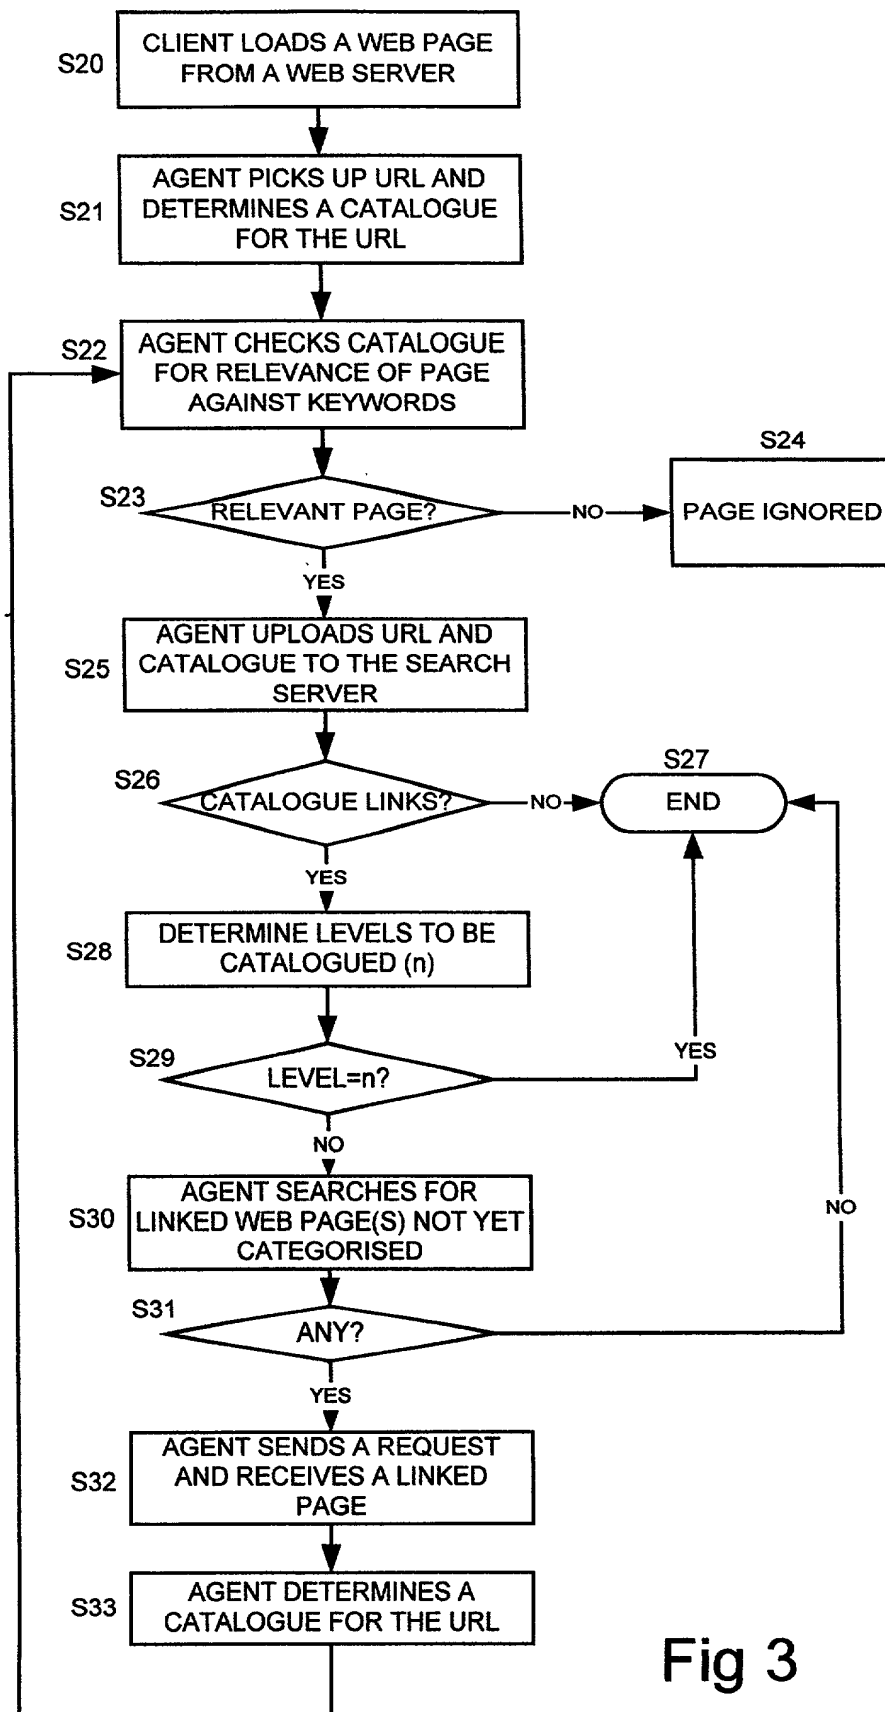 CLIENT LOADS A WEB PAGE
FROM A WEB SERVER
S20
AGENT PICKS UP URL AND
DETERMINES A CATALOGUE
FOR THE URL
S21
AGENT CHECKS CATALOGUE
FOR RELEVANCE OF PAGE
AGAINST KEYWORDS
S22
S23
RELEVANT PAGE?
NO
S24
PAGE IGNORED
YES
AGENT UPLOADS URL AND
CATALOGUE TO THE SEARCH
SERVER
S25
S26
CATALOGUE LINKS?
NO
S27
END
YES
DETERMINE LEVELS TO BE
CATALOGUED (n)
S28
S29
LEVEL=n?
YES
NO
AGENT SEARCHES FOR
LINKED WEB PAGE(S) NOT YET
CATEGORISED
S30
NO
S31
ANY?
YES
AGENT SENDS A REQUEST
AND RECEIVES A LINKED
PAGE
S32
AGENT DETERMINES A
CATALOGUE FOR THE URL
S33
Fig 3